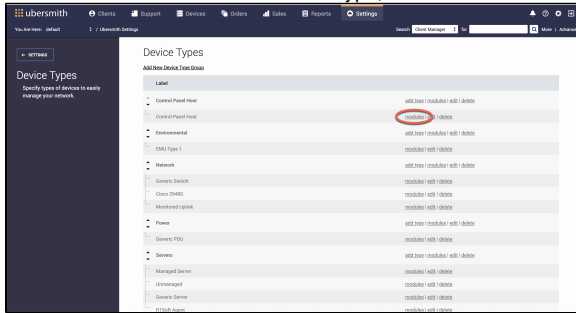 ubersmith Clients Support Devices Orders Sales Reports Settings
You Are Here: default / Ubersmith Settings Search Client Manager for More | Advanced
← SETTINGS
Device Types
Specify types of devices to easily
manage your network.
Device Types
Add New Device Type Group
Label
Control Panel Host add type | modules | edit | delete
Control Panel Host modules | edit | delete
Environmental add type | modules | edit | delete
EMU Type 1 modules | edit | delete
Network add type | modules | edit | delete
Generic Switch modules | edit | delete
Cisco 2948G modules | edit | delete
Monitored Uplink modules | edit | delete
Power add type | modules | edit | delete
Generic PDU modules | edit | delete
Servers add type | modules | edit | delete
Managed Server modules | edit | delete
Unmanaged modules | edit | delete
Generic Server modules | edit | delete
R1Soft Agent modules | edit | delete